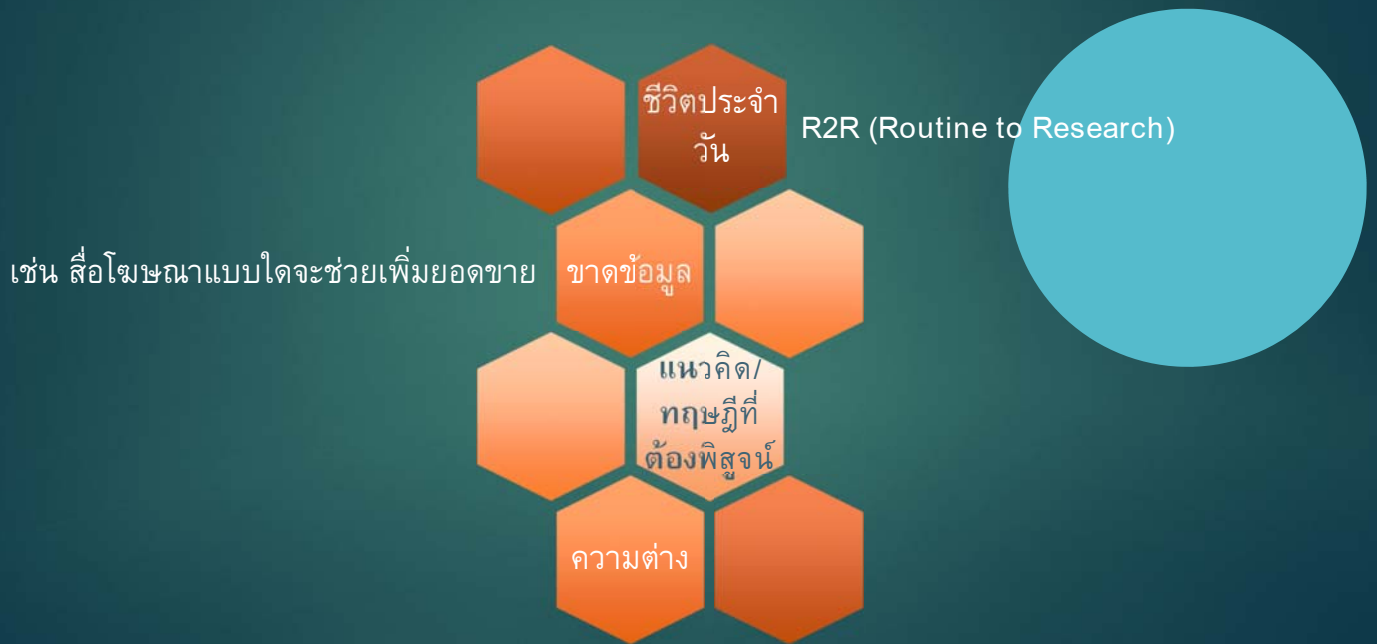 ชีวิตประจำ
วัน
R2R (Routine to Research)
เช่น สื่อโฆษณาแบบใดจะช่วยเพิ่มยอดขาย
ขาดข้อมูล
แนวคิด/
ทฤษฎีที่
ต้องพิสูจน์
ความต่าง